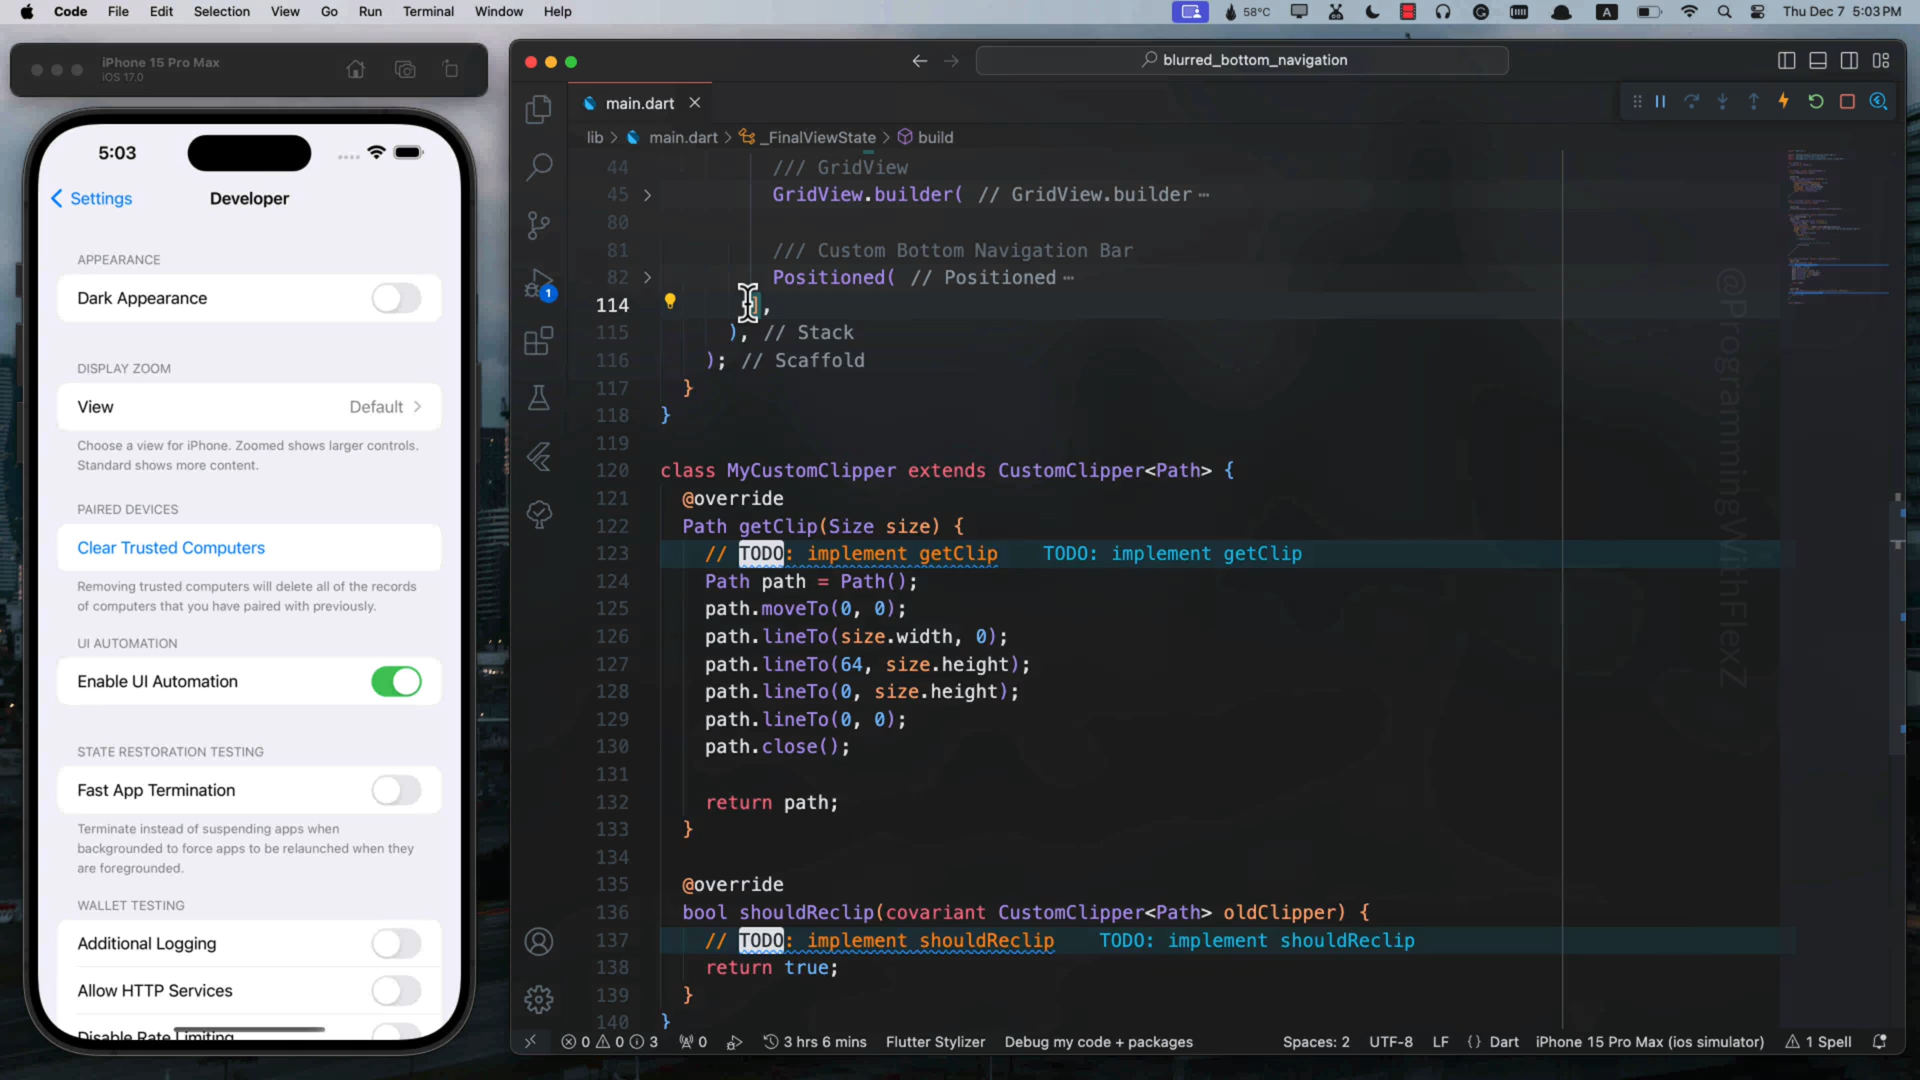 Code File Edit Selection View Go Run Terminal Window Help
58°C A Thu Dec 7 5:03 PM
iPhone 15 Pro Max
iOS 17.0
5:03
Settings
Developer
APPEARANCE
Dark Appearance
DISPLAY ZOOM
View
Default
Choose a view for iPhone. Zoomed shows larger controls.
Standard shows more content.
PAIRED DEVICES
Clear Trusted Computers
Removing trusted computers will delete all of the records
of computers that you have paired with previously.
UI AUTOMATION
Enable UI Automation
STATE RESTORATION TESTING
Fast App Termination
Terminate instead of suspending apps when
backgrounded to force apps to be relaunched when they
are foregrounded.
WALLET TESTING
Additional Logging
Allow HTTP Services
Disable Rate Limiting
blurred_bottom_navigation
main.dart
lib > main.dart > _FinalViewState > build
44 /// GridView
45 GridView.builder( // GridView.builder
80
81 /// Custom Bottom Navigation Bar
82 Positioned( // Positioned
114 ],
115 ), // Stack
116 ); // Scaffold
117 }
118 }
119
120 class MyCustomClipper extends CustomClipper<Path> {
121 @override
122 Path getClip(Size size) {
123 // TODO: implement getClip TODO: implement getClip
124 Path path = Path();
125 path.moveTo(0, 0);
126 path.lineTo(size.width, 0);
127 path.lineTo(64, size.height);
128 path.lineTo(0, size.height);
129 path.lineTo(0, 0);
130 path.close();
131
132 return path;
133 }
134
135 @override
136 bool shouldReclip(covariant CustomClipper<Path> oldClipper) {
137 // TODO: implement shouldReclip TODO: implement shouldReclip
138 return true;
139 }
140 }
1
@ProgrammingWithFlexZ
0 0 3 0 3 hrs 6 mins Flutter Stylizer Debug my code + packages
Spaces: 2 UTF-8 LF {} Dart iPhone 15 Pro Max (ios simulator) 1 Spell